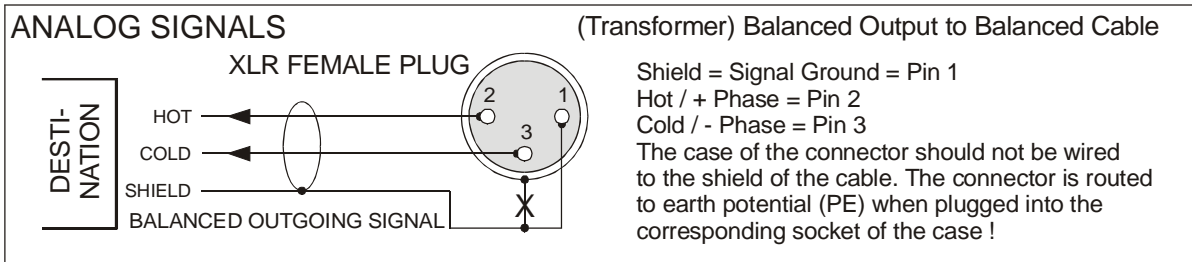 ANALOG SIGNALS
(Transformer) Balanced Output to Balanced Cable
XLR FEMALE PLUG
DESTI-
NATION
HOT
COLD
SHIELD
BALANCED OUTGOING SIGNAL
2
1
3
X
Shield = Signal Ground = Pin 1
Hot / + Phase = Pin 2
Cold / - Phase = Pin 3
The case of the connector should not be wired
to the shield of the cable. The connector is routed
to earth potential (PE) when plugged into the
corresponding socket of the case !